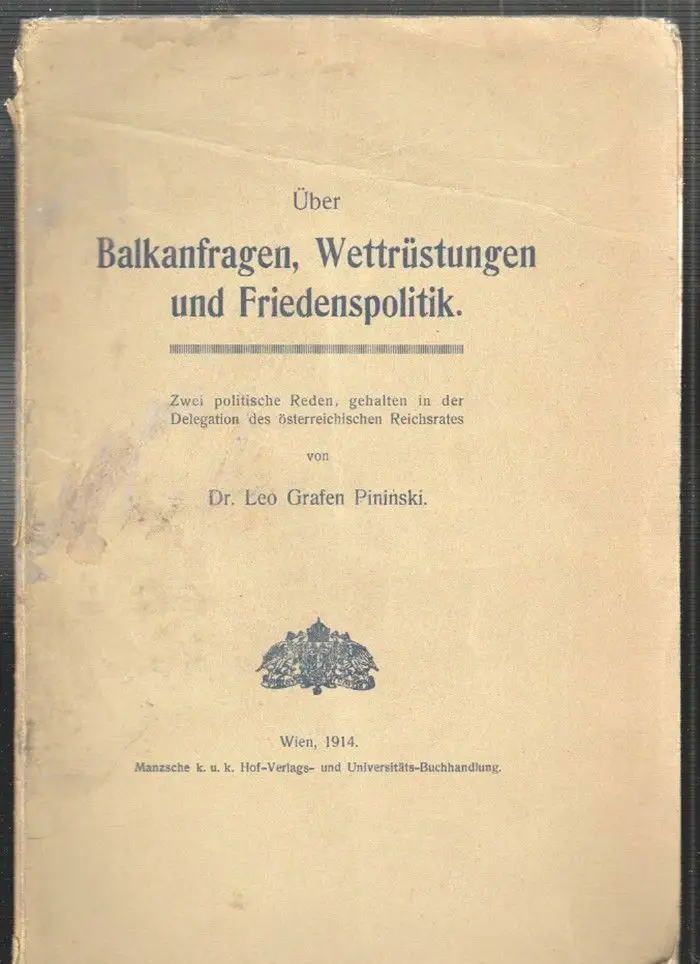 Über
Balkanfragen, Wettrüstungen
und Friedenspolitik.
Zwei politische Reden, gehalten in der
Delegation des österreichischen Reichsrates
von
Dr. Leo Grafen Pininski.
Wien, 1914.
Manzsche k. u. k. Hof-Verlags- und Universitäts-Buchhandlung.